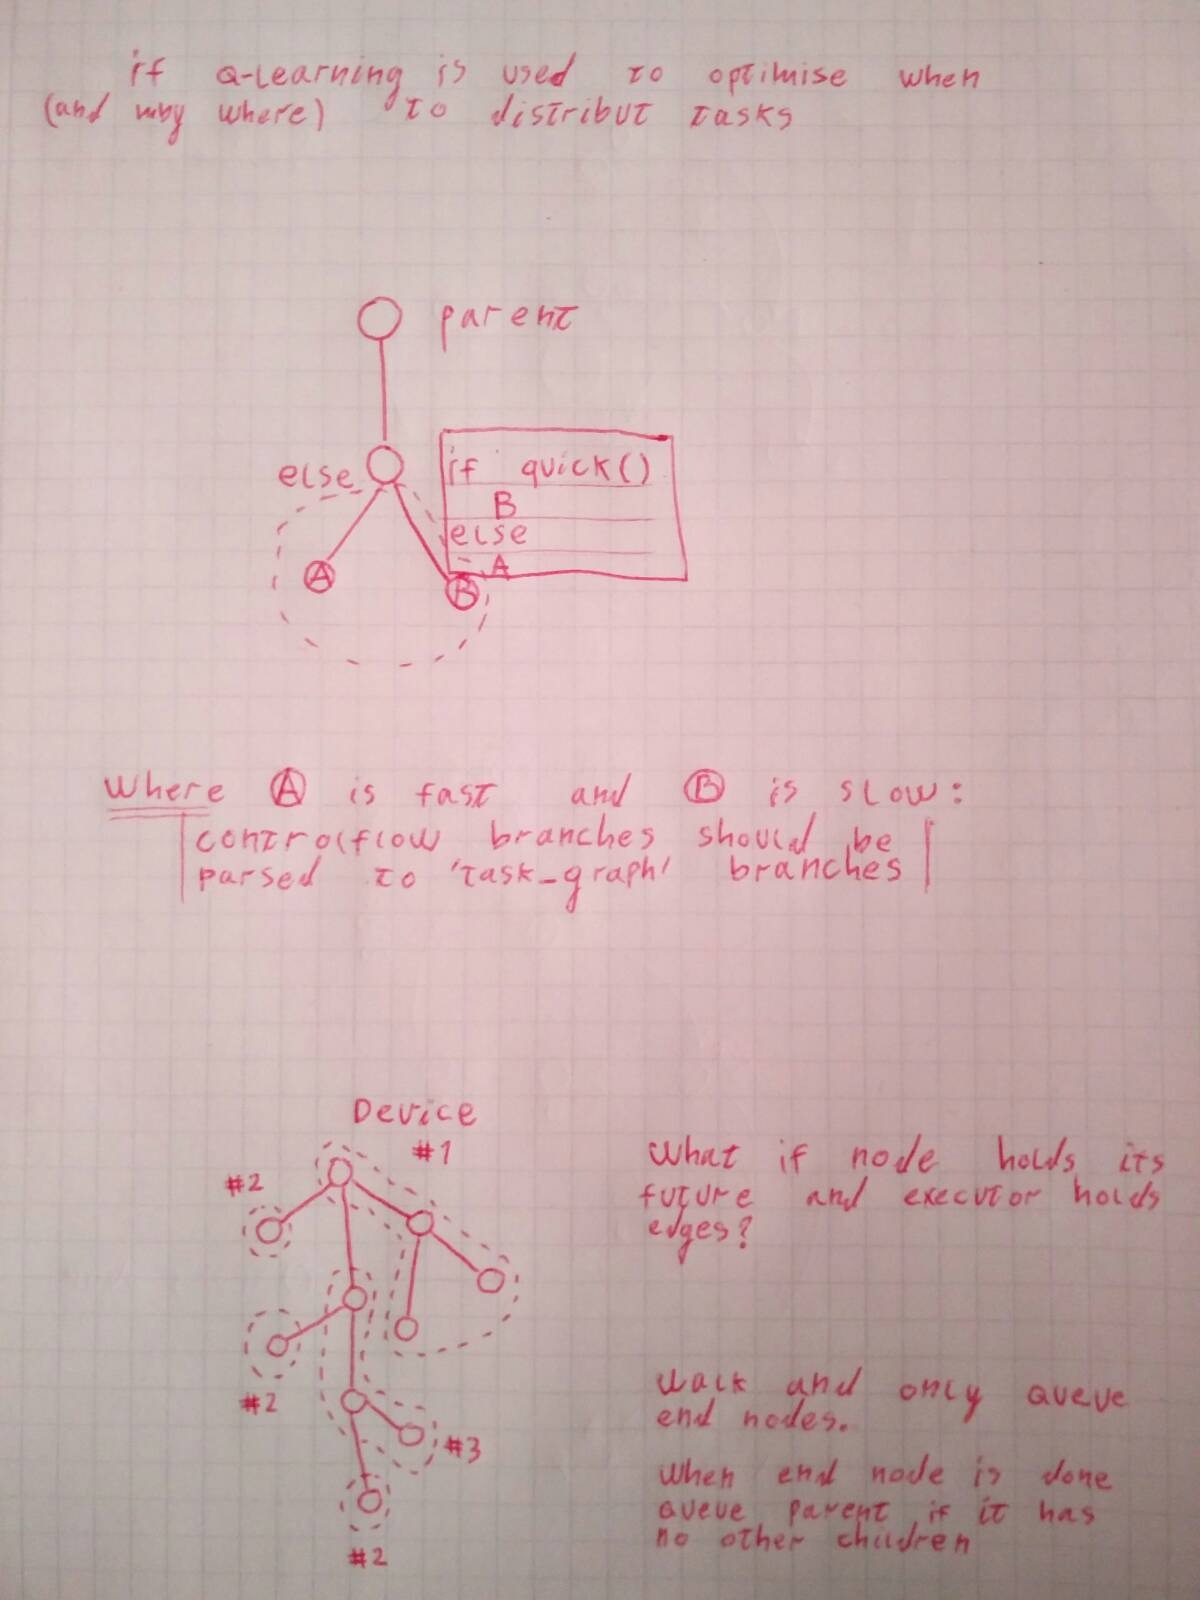 if Q-Learning is used to optimise when
(and mby where) to distribut tasks
parent
else
if quick()
B
else
A
A
B
Where A is fast and B is slow:
controlflow branches should be
parsed to 'task_graph' branches
Device
#1
#2
#2
#3
#2
What if node holds its
future and executor holds
edges?
Walk and only queue
end nodes.
When end node is done
queue parent if it has
no other children